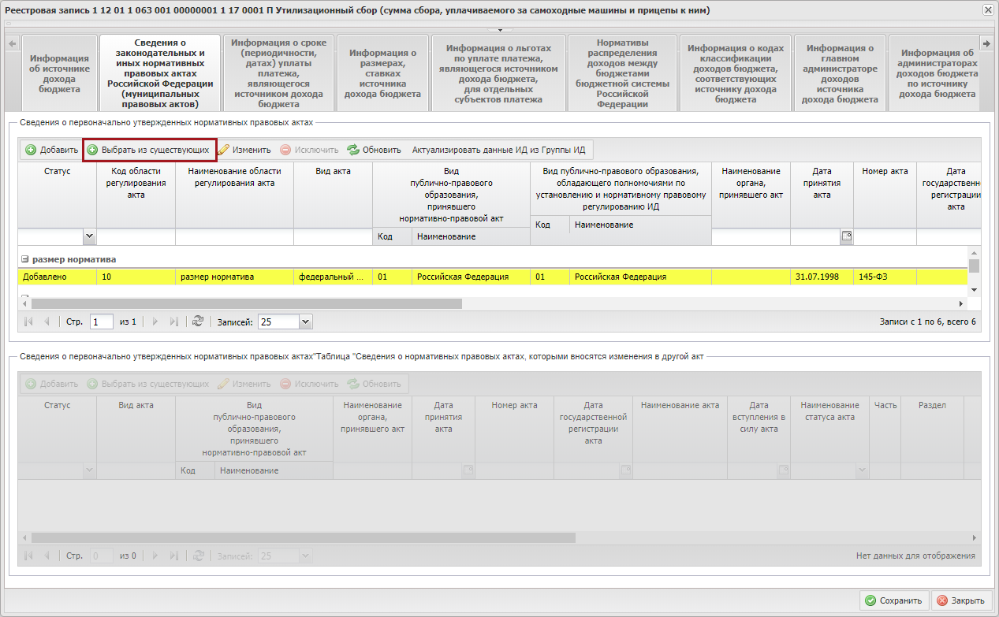 Реестровая запись 1 12 01 1 063 001 00000001 1 17 0001 П Утилизационный сбор (сумма сбора, уплачиваемого за самоходные машины и прицепы к ним)
Информация
об источнике
дохода
бюджета
Сведения о
законодательных и
иных нормативных
правовых актах
Российской Федерации
(муниципальных
правовых актов)
Информация о сроке
(периодичности,
датах) уплаты
платежа,
являющегося
источником дохода
бюджета
Информация о
размерах,
ставках
источника
дохода бюджета
Информация о льготах
по уплате платежа,
являющегося источником
дохода бюджета,
для отдельных
субъектов платежа
Нормативы
распределения
доходов между
бюджетами
бюджетной системы
Российской
Федерации
Информация о кодах
классификации
доходов бюджета,
соответствующих
источнику дохода
бюджета
Информация о
главном
администраторе
доходов
источника
дохода бюджета
Информация об
администраторах
доходов бюджета
по источнику
дохода бюджета
Сведения о первоначально утвержденных нормативных правовых актах
Добавить Выбрать из существующих Изменить Исключить Обновить Актуализировать данные ИД из Группы ИД
Статус
Код области
регулирования
акта
Наименование области
регулирования акта
Вид акта
Вид
публично-правового
образования,
принявшего
нормативно-правовой акт
Код Наименование
Вид публично-правового образования,
обладающего полномочиями по
установлению и нормативному правовому
регулированию ИД
Код Наименование
Наименование
органа,
принявшего акт
Дата
принятия
акта
Номер акта
Дата
государственн
регистрации
акта
размер норматива
Добавлено 10 размер норматива федеральный ... 01 Российская Федерация 01 Российская Федерация 31.07.1998 145-ФЗ
Стр. 1 из 1 Записей: 25 Записи с 1 по 6, всего 6
Сведения о первоначально утвержденных нормативных правовых актах"Таблица "Сведения о нормативных правовых актах, которыми вносятся изменения в другой акт
Добавить Выбрать из существующих Изменить Исключить Обновить
Статус
Вид акта
Вид
публично-правового
образования,
принявшего
нормативно-правовой акт
Код Наименование
Наименование
органа,
принявшего акт
Дата
принятия
акта
Номер акта
Дата
государственной
регистрации
акта
Наименование акта
Дата
вступления в
силу акта
Наименование
статуса акта
Часть
Раздел
Стр. 0 из 0 Записей: 25 Нет данных для отображения
Сохранить Закрыть